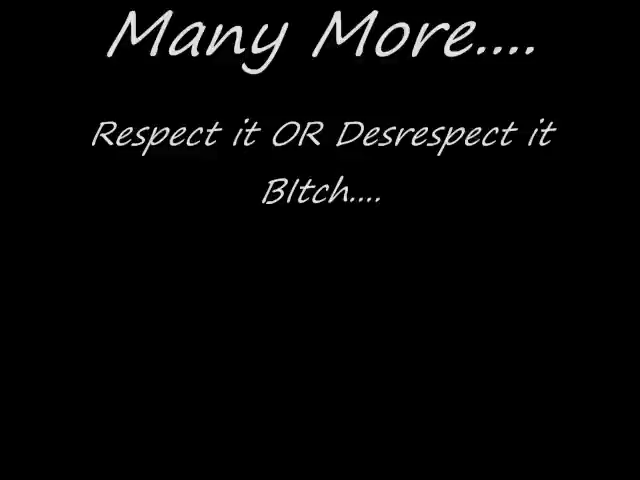 Many More....
Respect it OR Desrespect it
BItch....